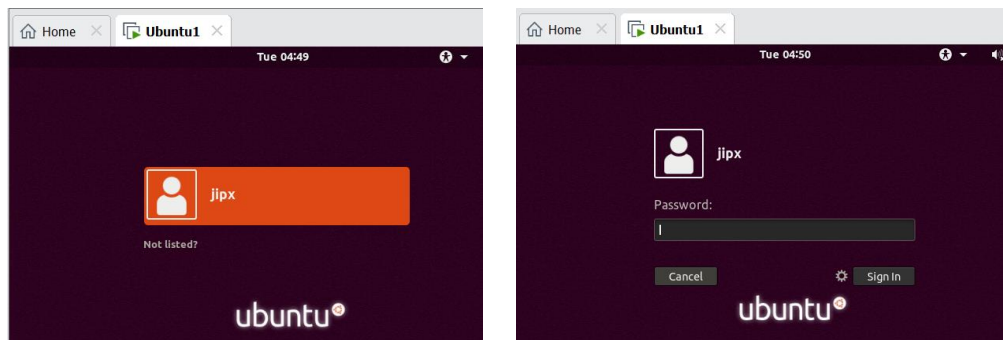 Home
Ubuntu1
Tue 04:49
jipx
Not listed?
ubuntu
Home
Ubuntu1
Tue 04:50
jipx
Password:
Cancel
Sign In
ubuntu